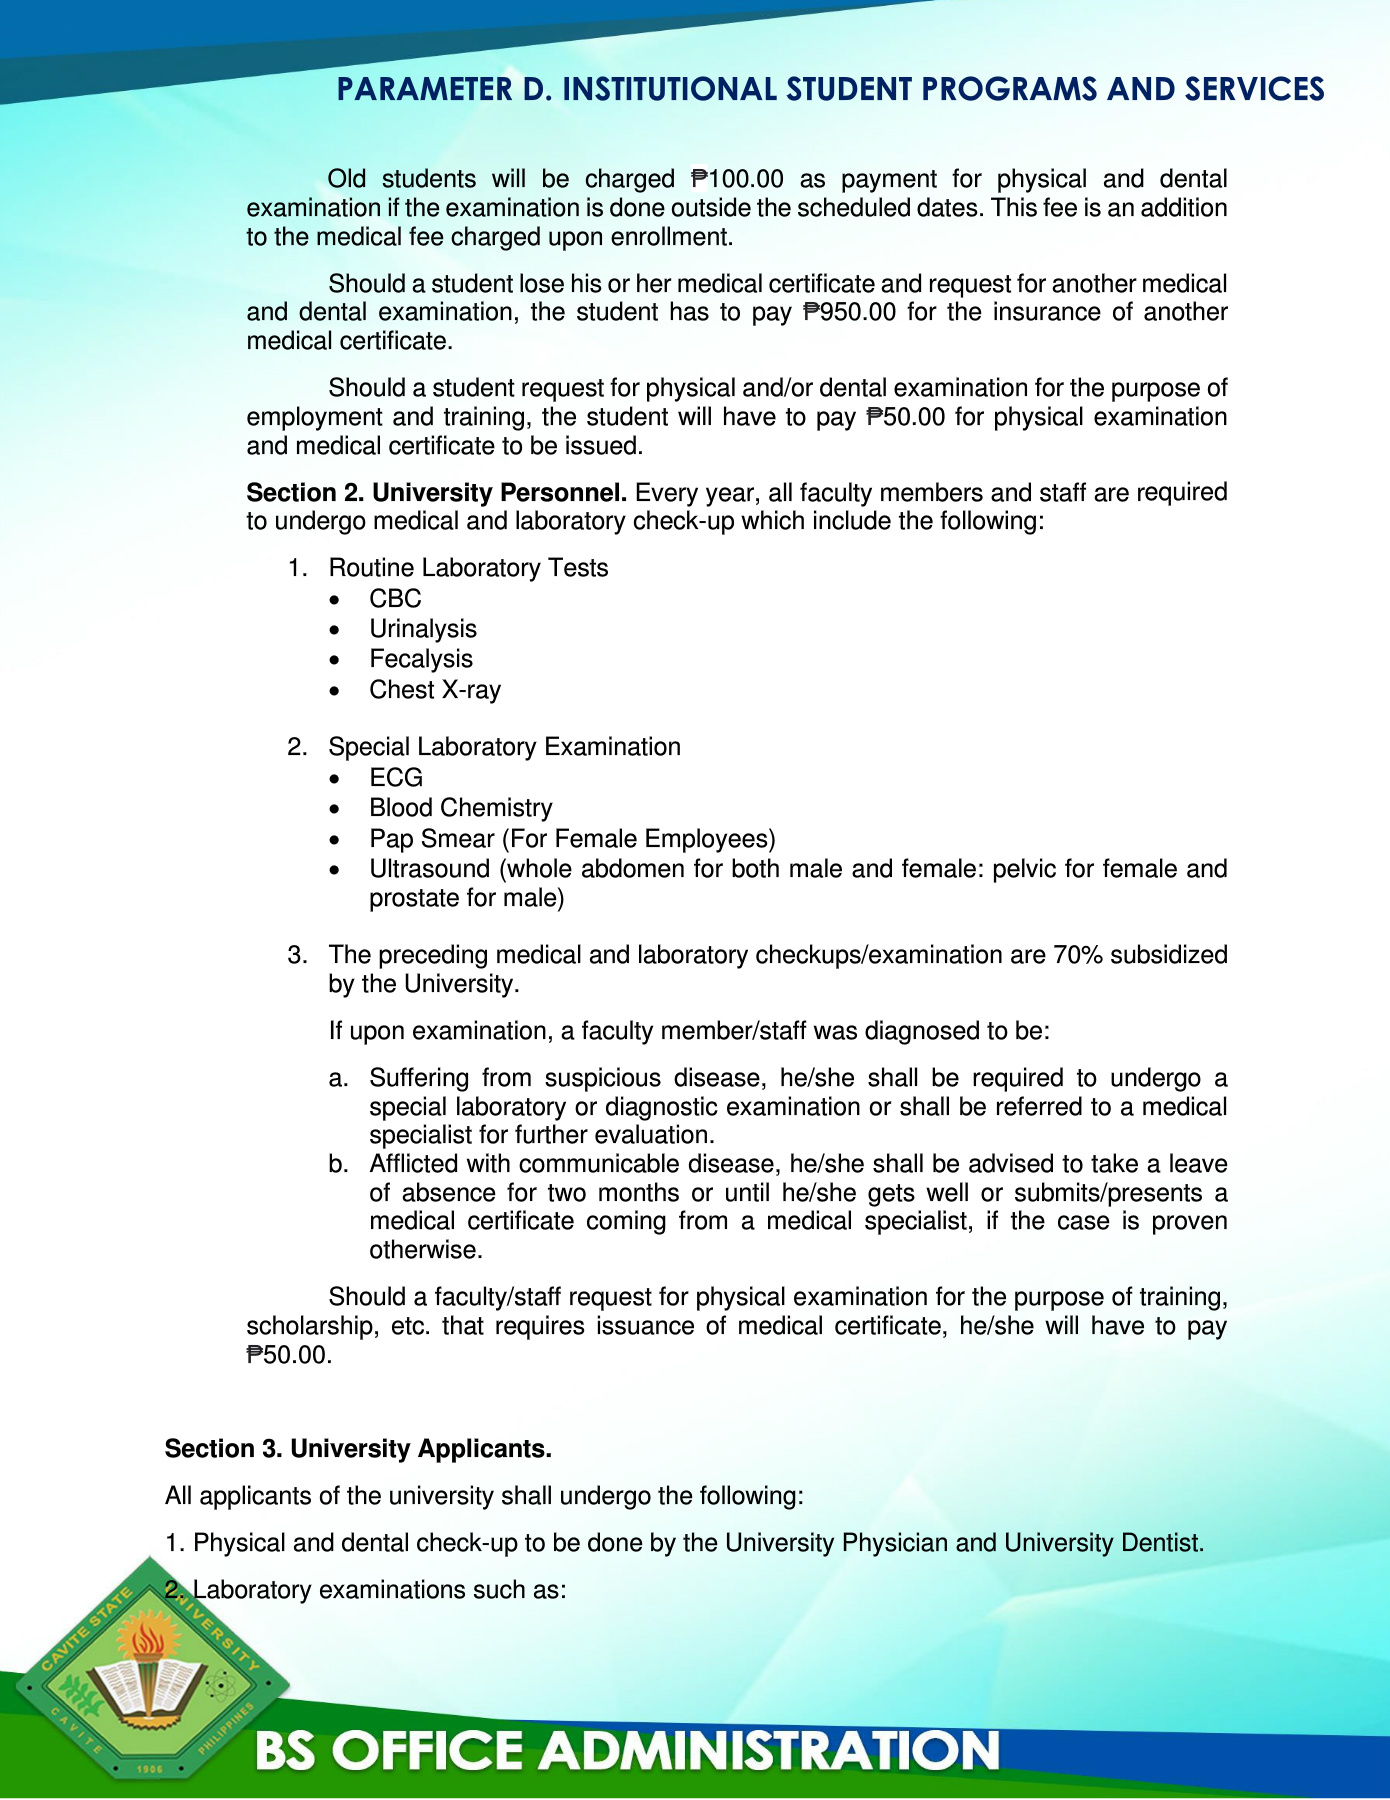 PARAMETER D. INSTITUTIONAL STUDENT PROGRAMS AND SERVICES
Old students will be charged ₱100.00 as payment for physical and dental
examination if the examination is done outside the scheduled dates. This fee is an addition
to the medical fee charged upon enrollment.
Should a student lose his or her medical certificate and request for another medical
and dental examination, the student has to pay ₱950.00 for the insurance of another
medical certificate.
Should a student request for physical and/or dental examination for the purpose of
employment and training, the student will have to pay ₱50.00 for physical examination
and medical certificate to be issued.
Section 2. University Personnel. Every year, all faculty members and staff are required
to undergo medical and laboratory check-up which include the following:
1. Routine Laboratory Tests
• CBC
• Urinalysis
• Fecalysis
• Chest X-ray
2. Special Laboratory Examination
• ECG
• Blood Chemistry
• Pap Smear (For Female Employees)
• Ultrasound (whole abdomen for both male and female: pelvic for female and
prostate for male)
3. The preceding medical and laboratory checkups/examination are 70% subsidized
by the University.
If upon examination, a faculty member/staff was diagnosed to be:
a. Suffering from suspicious disease, he/she shall be required to undergo a
special laboratory or diagnostic examination or shall be referred to a medical
specialist for further evaluation.
b. Afflicted with communicable disease, he/she shall be advised to take a leave
of absence for two months or until he/she gets well or submits/presents a
medical certificate coming from a medical specialist, if the case is proven
otherwise.
Should a faculty/staff request for physical examination for the purpose of training,
scholarship, etc. that requires issuance of medical certificate, he/she will have to pay
₱50.00.
Section 3. University Applicants.
All applicants of the university shall undergo the following:
1. Physical and dental check-up to be done by the University Physician and University Dentist.
2. Laboratory examinations such as:
CAVITE STATE UNIVERSITY
CAVITE PHILIPPINES
1906
BS OFFICE ADMINISTRATION